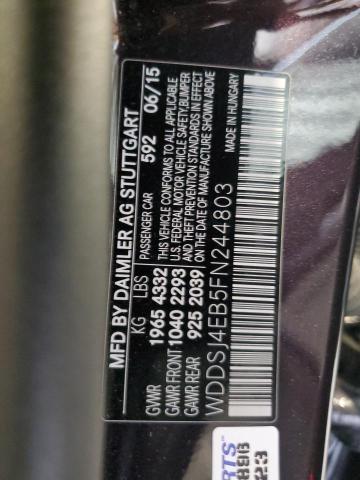 MFD BY DAIMLER AG STUTTGART
KG LBS PASSENGER CAR 592 06/15
GVWR 1965 4332 THIS VEHICLE CONFORMS TO ALL APPLICABLE
GAWR FRONT 1040 2293 U.S. FEDERAL MOTOR VEHICLE SAFETY,BUMPER
GAWR REAR 925 2039 AND THEFT PREVENTION STANDARDS IN EFFECT
ON THE DATE OF MANUFACTURE SHOWN ABOVE
MADE IN HUNGARY
WDDSJ4EB5FN244803
RTS
23